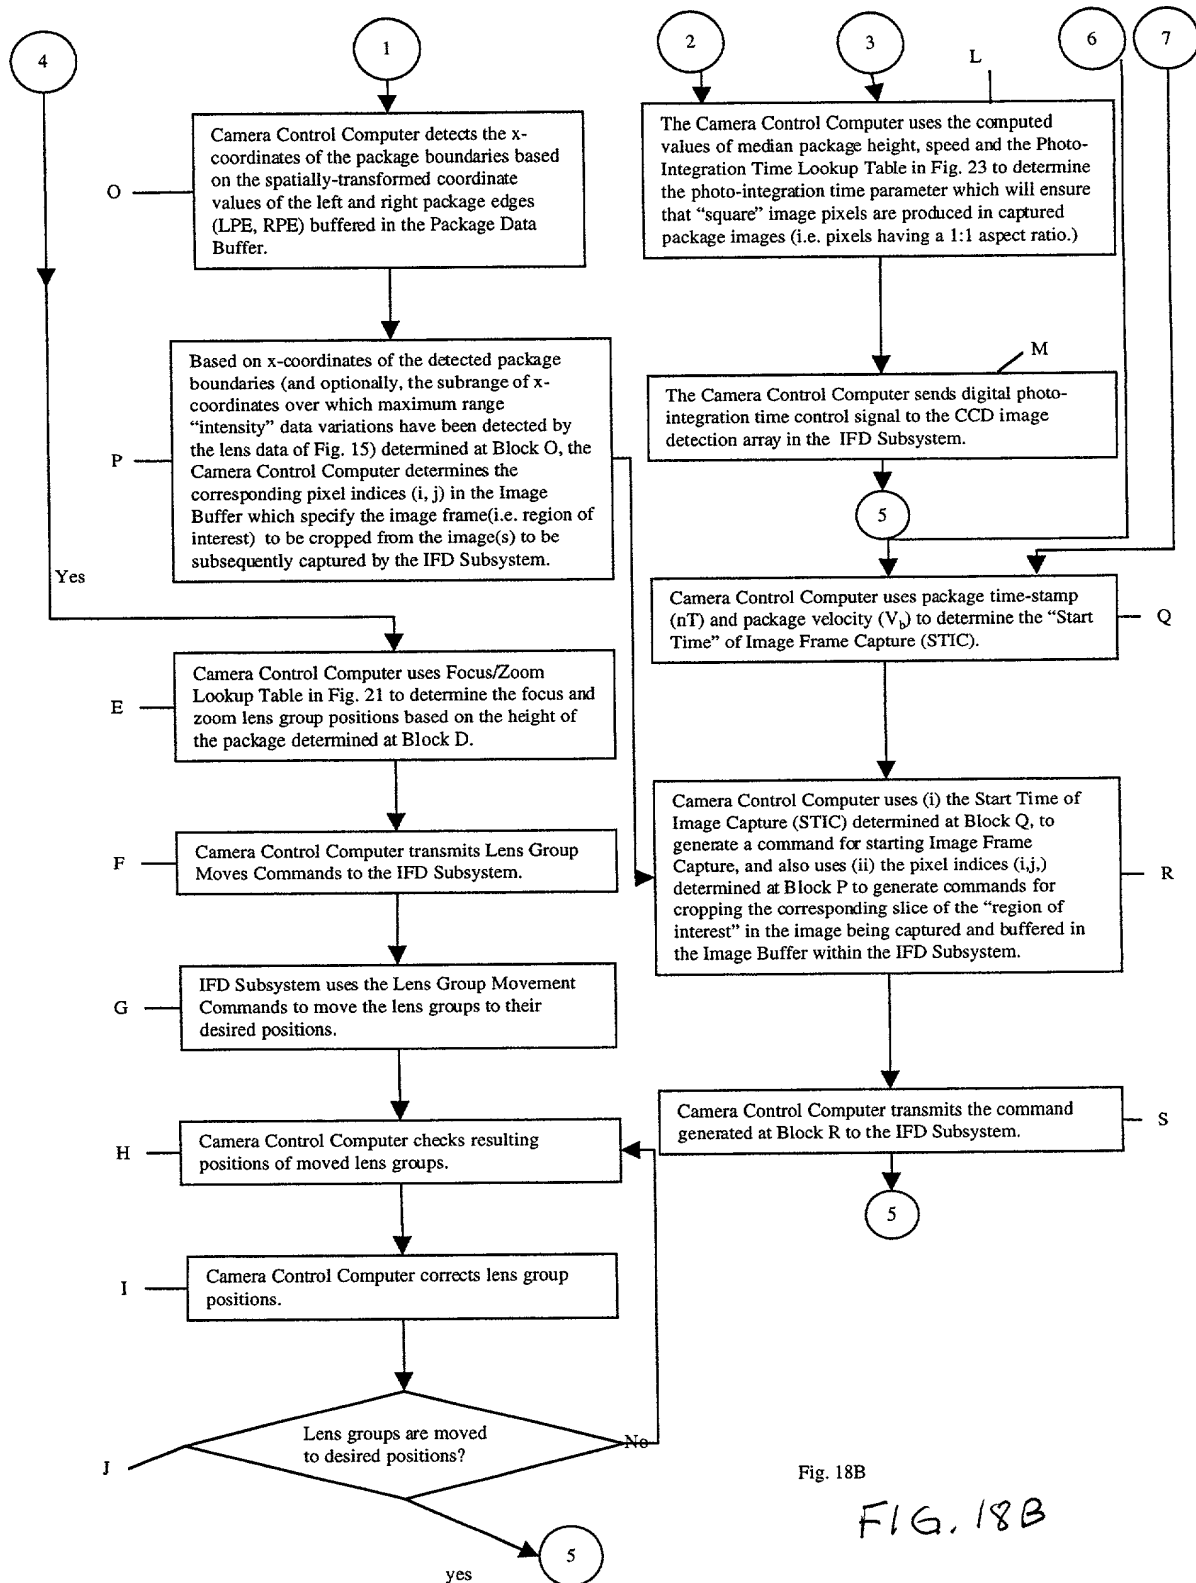 4
1
2
3
6
7
L
O
Camera Control Computer detects the x-
coordinates of the package boundaries based
on the spatially-transformed coordinate
values of the left and right package edges
(LPE, RPE) buffered in the Package Data
Buffer.
The Camera Control Computer uses the computed
values of median package height, speed and the Photo-
Integration Time Lookup Table in Fig. 23 to determine
the photo-integration time parameter which will ensure
that “square” image pixels are produced in captured
package images (i.e. pixels having a 1:1 aspect ratio.)
P
Based on x-coordinates of the detected package
boundaries (and optionally, the subrange of x-
coordinates over which maximum range
“intensity” data variations have been detected by
the lens data of Fig. 15) determined at Block O, the
Camera Control Computer determines the
corresponding pixel indices (i, j) in the Image
Buffer which specify the image frame(i.e. region of
interest) to be cropped from the image(s) to be
subsequently captured by the IFD Subsystem.
M
The Camera Control Computer sends digital photo-
integration time control signal to the CCD image
detection array in the IFD Subsystem.
5
Yes
Camera Control Computer uses package time-stamp
(nT) and package velocity (Vb) to determine the “Start
Time” of Image Frame Capture (STIC).
Q
E
Camera Control Computer uses Focus/Zoom
Lookup Table in Fig. 21 to determine the focus and
zoom lens group positions based on the height of
the package determined at Block D.
Camera Control Computer uses (i) the Start Time of
Image Capture (STIC) determined at Block Q, to
generate a command for starting Image Frame
Capture, and also uses (ii) the pixel indices (i,j,)
determined at Block P to generate commands for
cropping the corresponding slice of the “region of
interest” in the image being captured and buffered in
the Image Buffer within the IFD Subsystem.
R
F
Camera Control Computer transmits Lens Group
Moves Commands to the IFD Subsystem.
G
IFD Subsystem uses the Lens Group Movement
Commands to move the lens groups to their
desired positions.
Camera Control Computer transmits the command
generated at Block R to the IFD Subsystem.
S
5
H
Camera Control Computer checks resulting
positions of moved lens groups.
I
Camera Control Computer corrects lens group
positions.
J
Lens groups are moved
to desired positions?
No
yes
5
Fig. 18B
FIG. 18B